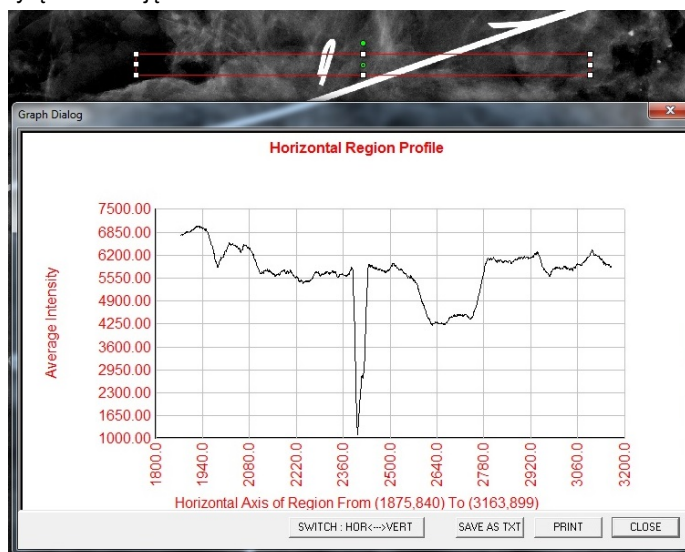 Graph Dialog
Horizontal Region Profile
7500.00
6850.00
6200.00
5550.00
4900.00
4250.00
3600.00
2950.00
2300.00
1650.00
1000.00
Average Intensity
1800.0
1940.0
2080.0
2220.0
2360.0
2500.0
2640.0
2780.0
2920.0
3060.0
3200.0
Horizontal Axis of Region From (1875,840) To (3163,899)
SWITCH : HOR<--->VERT
SAVE AS TXT
PRINT
CLOSE